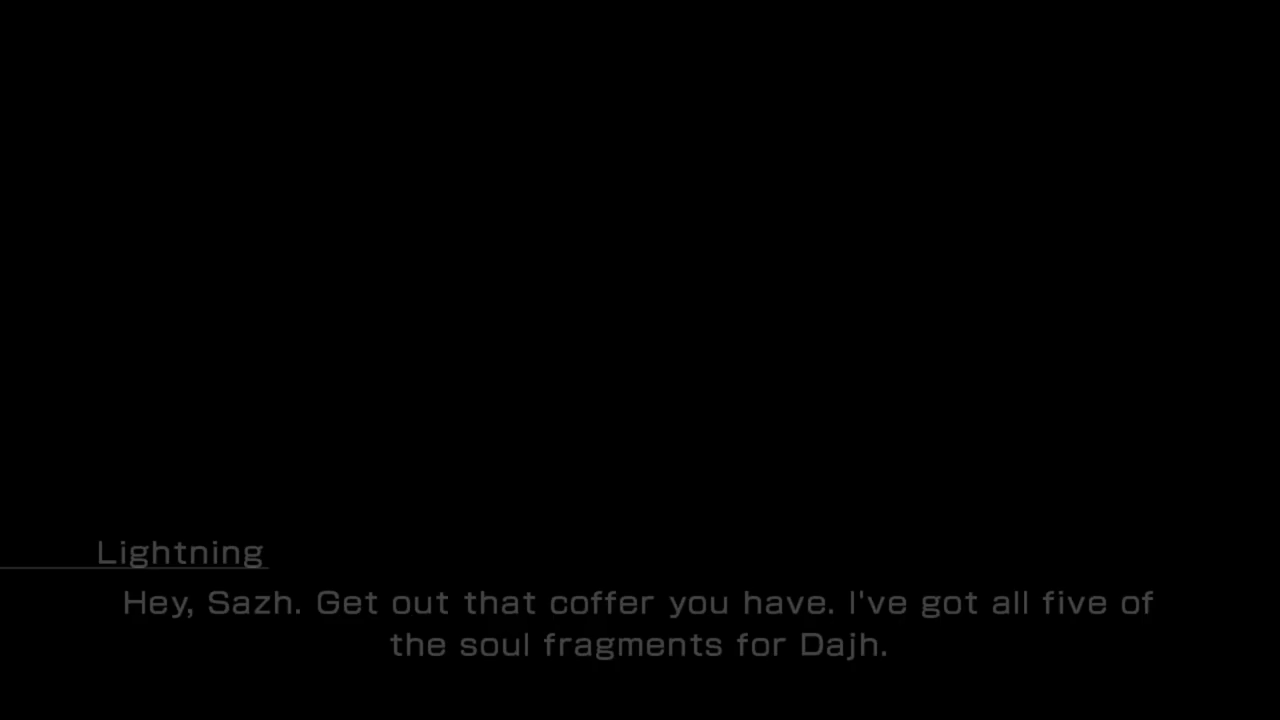 Lightning
Hey, Sazh. Get out that coffer you have. I've got all five of
the soul fragments for Dajh.